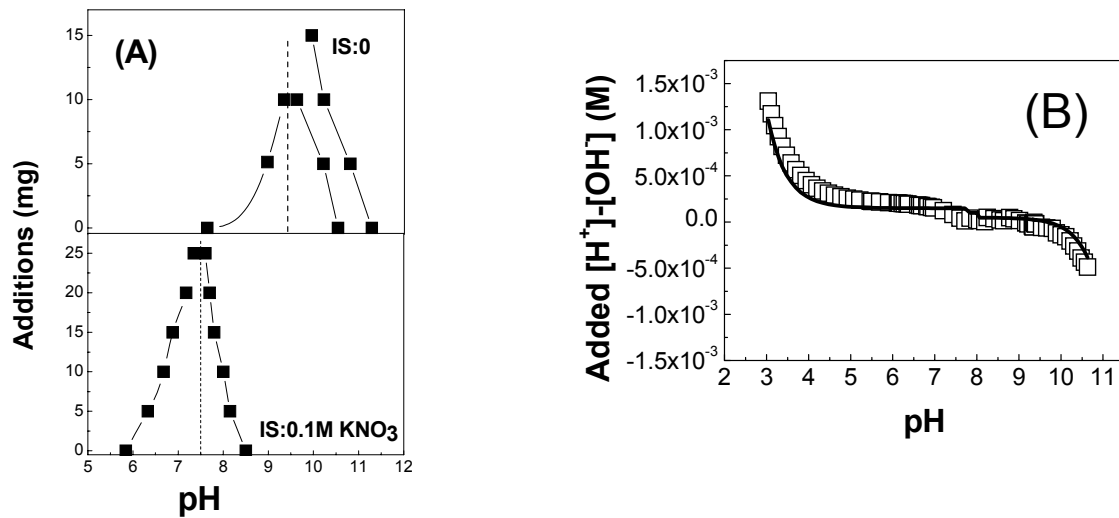 (A)
IS:0
15
10
5
0
Additions (mg)
25
20
15
10
5
0
IS:0.1M KNO₃
5 6 7 8 9 10 11 12
pH
(B)
Added [H⁺]-[OH⁻] (M)
1.5x10⁻³
1.0x10⁻³
5.0x10⁻⁴
0.0
-5.0x10⁻⁴
-1.0x10⁻³
-1.5x10⁻³
2 3 4 5 6 7 8 9 10 11
pH